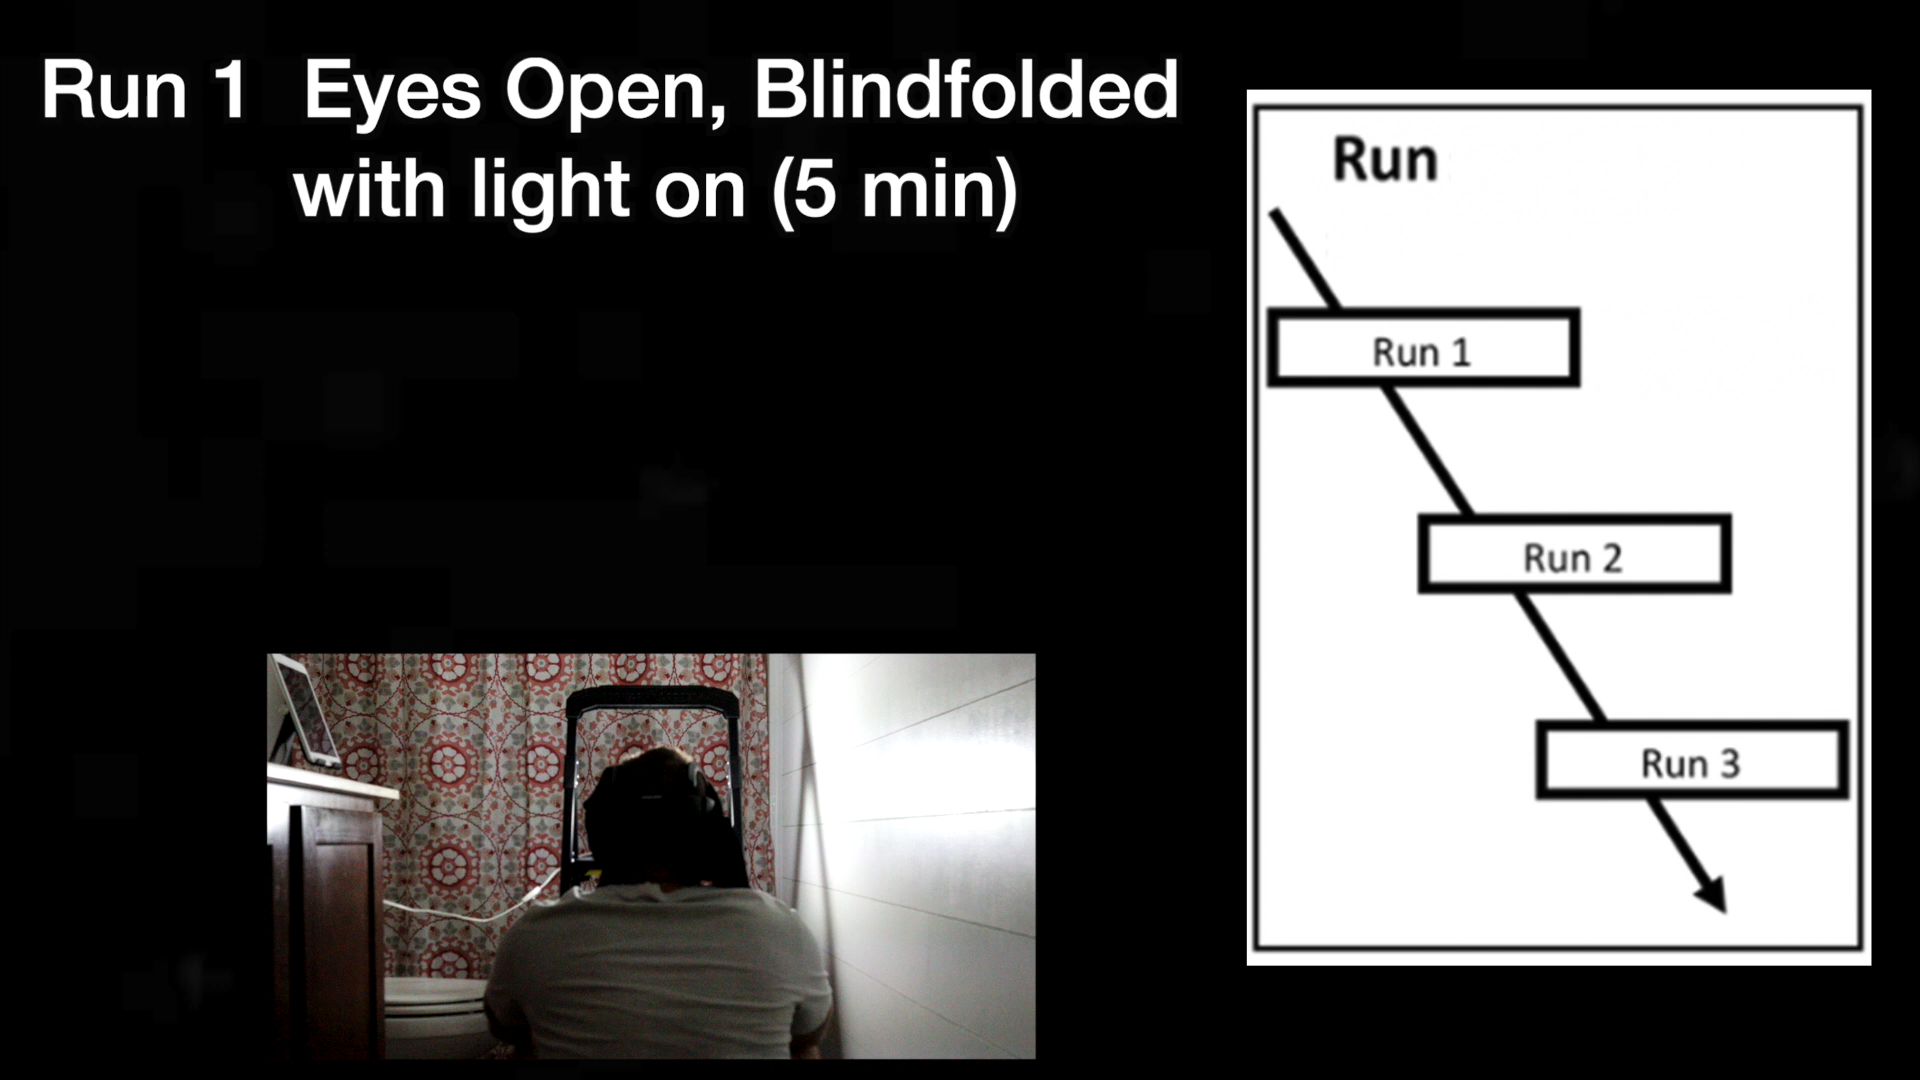 Run 1 Eyes Open, Blindfolded
with light on (5 min)
Run
Run 1
Run 2
Run 3